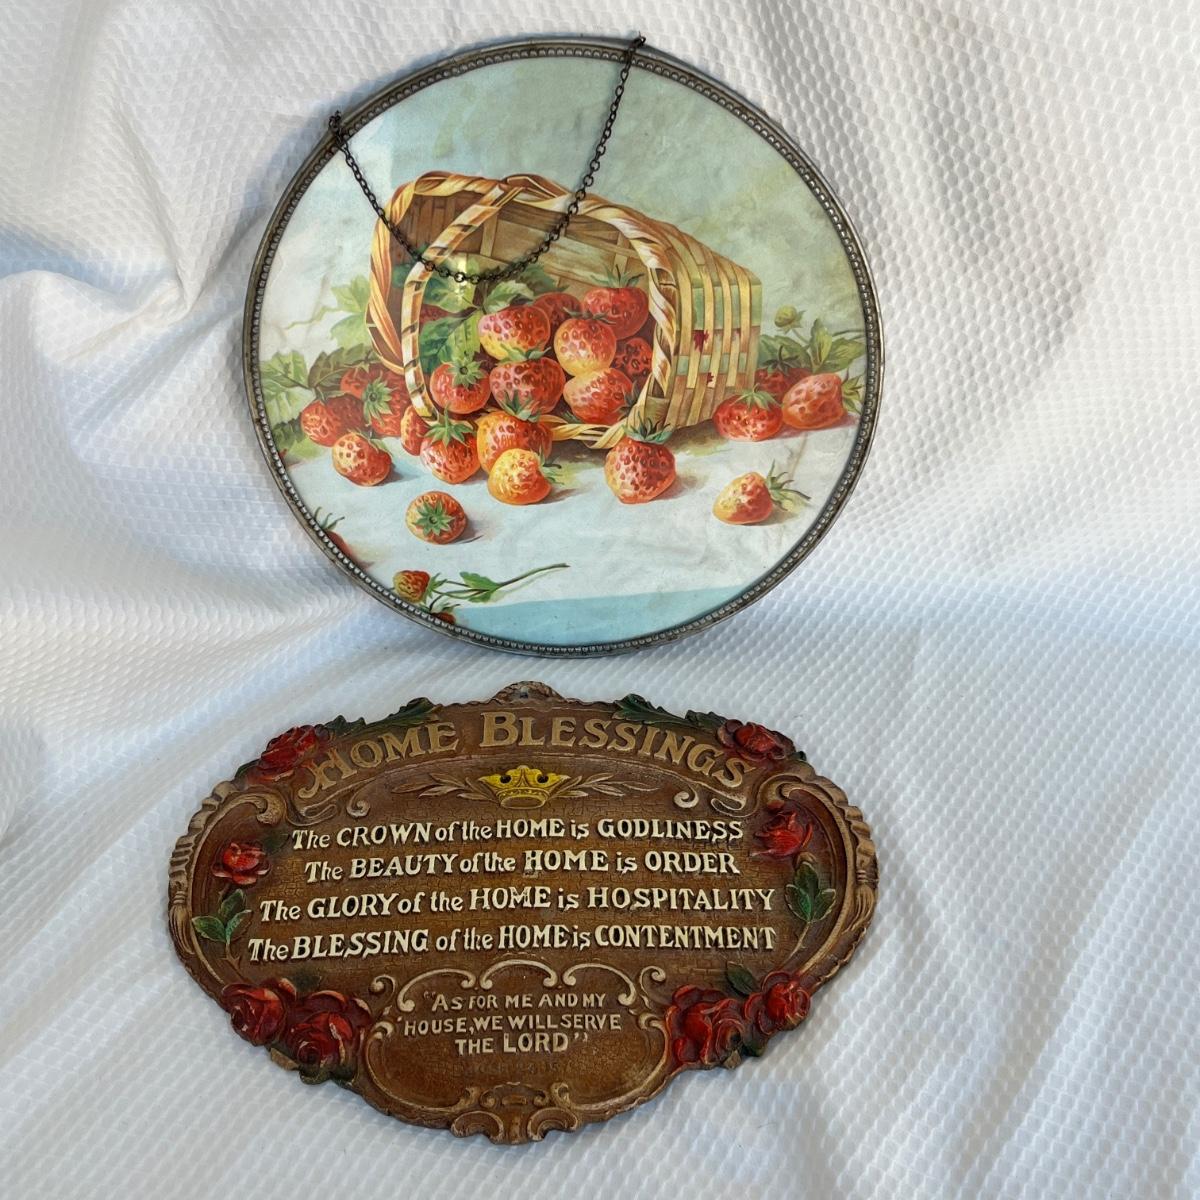 HOME BLESSINGS
The CROWN of the HOME is GODLINESS
The BEAUTY of the HOME is ORDER
The GLORY of the HOME is HOSPITALITY
The BLESSING of the HOME is CONTENTMENT
"AS FOR ME AND MY
HOUSE, WE WILL SERVE
THE LORD"